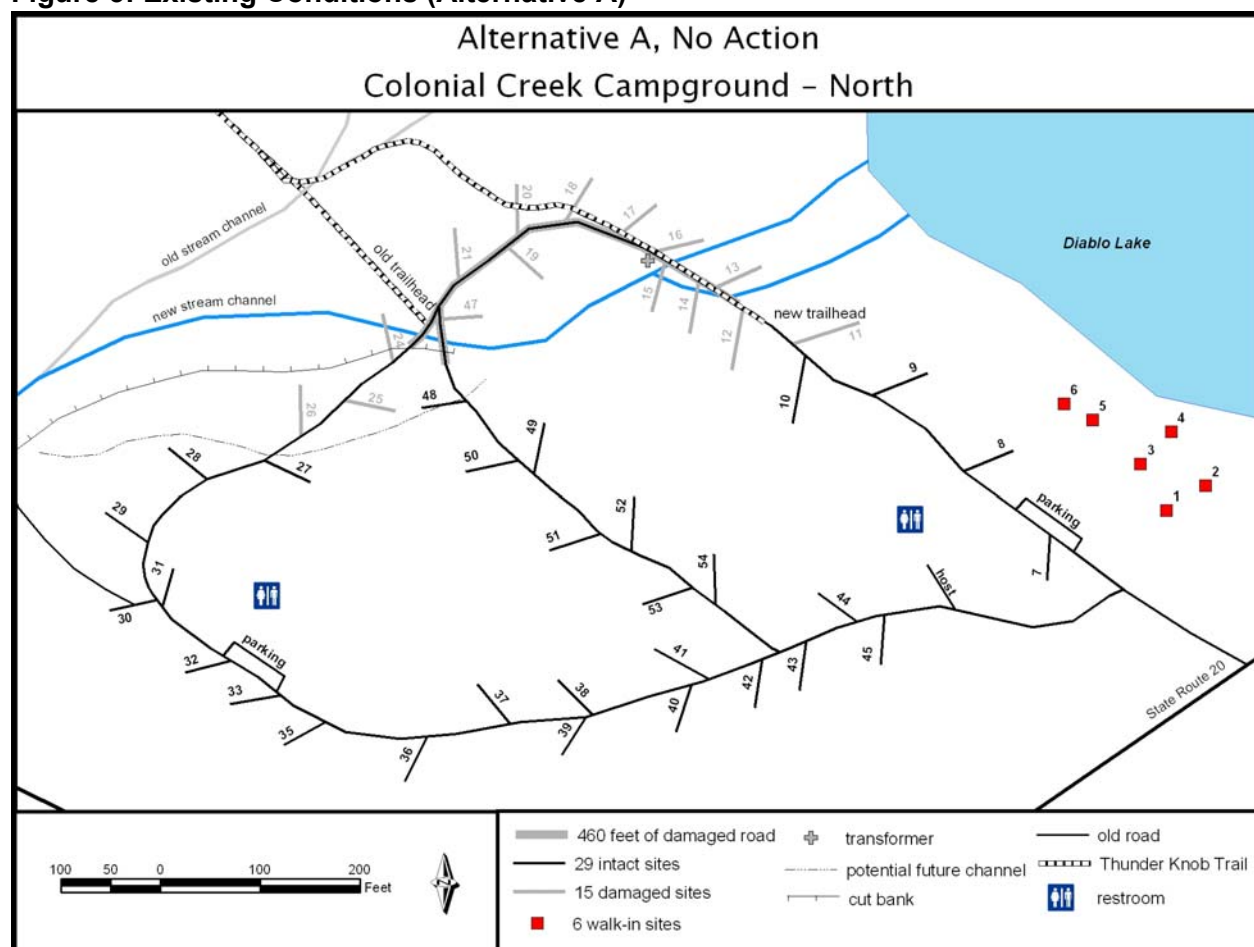 Figure 3. Existing Conditions (Alternative A)
Alternative A, No Action
Colonial Creek Campground – North
Diablo Lake
old stream channel
new stream channel
old trailhead
new trailhead
20
18
17
16
21
19
13
15
14
12
11
47
24
25
26
48
10
9
8
6
5
4
3
2
1
49
50
28
27
29
52
51
parking
7
31
54
host
30
53
44
41
43
45
32
parking
33
42
40
38
37
39
35
36
State Route 20
100 50 0 100 200
Feet
460 feet of damaged road
29 intact sites
15 damaged sites
6 walk-in sites
transformer
potential future channel
cut bank
old road
Thunder Knob Trail
restroom